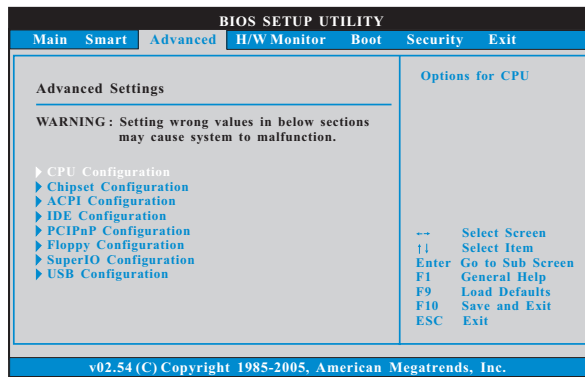 BIOS SETUP UTILITY
Main Smart Advanced H/W Monitor Boot Security Exit
Advanced Settings
WARNING : Setting wrong values in below sections
may cause system to malfunction.
CPU Configuration
Chipset Configuration
ACPI Configuration
IDE Configuration
PCIPnP Configuration
Floppy Configuration
SuperIO Configuration
USB Configuration
Options for CPU
←→ Select Screen
↑↓ Select Item
Enter Go to Sub Screen
F1 General Help
F9 Load Defaults
F10 Save and Exit
ESC Exit
v02.54 (C) Copyright 1985-2005, American Megatrends, Inc.